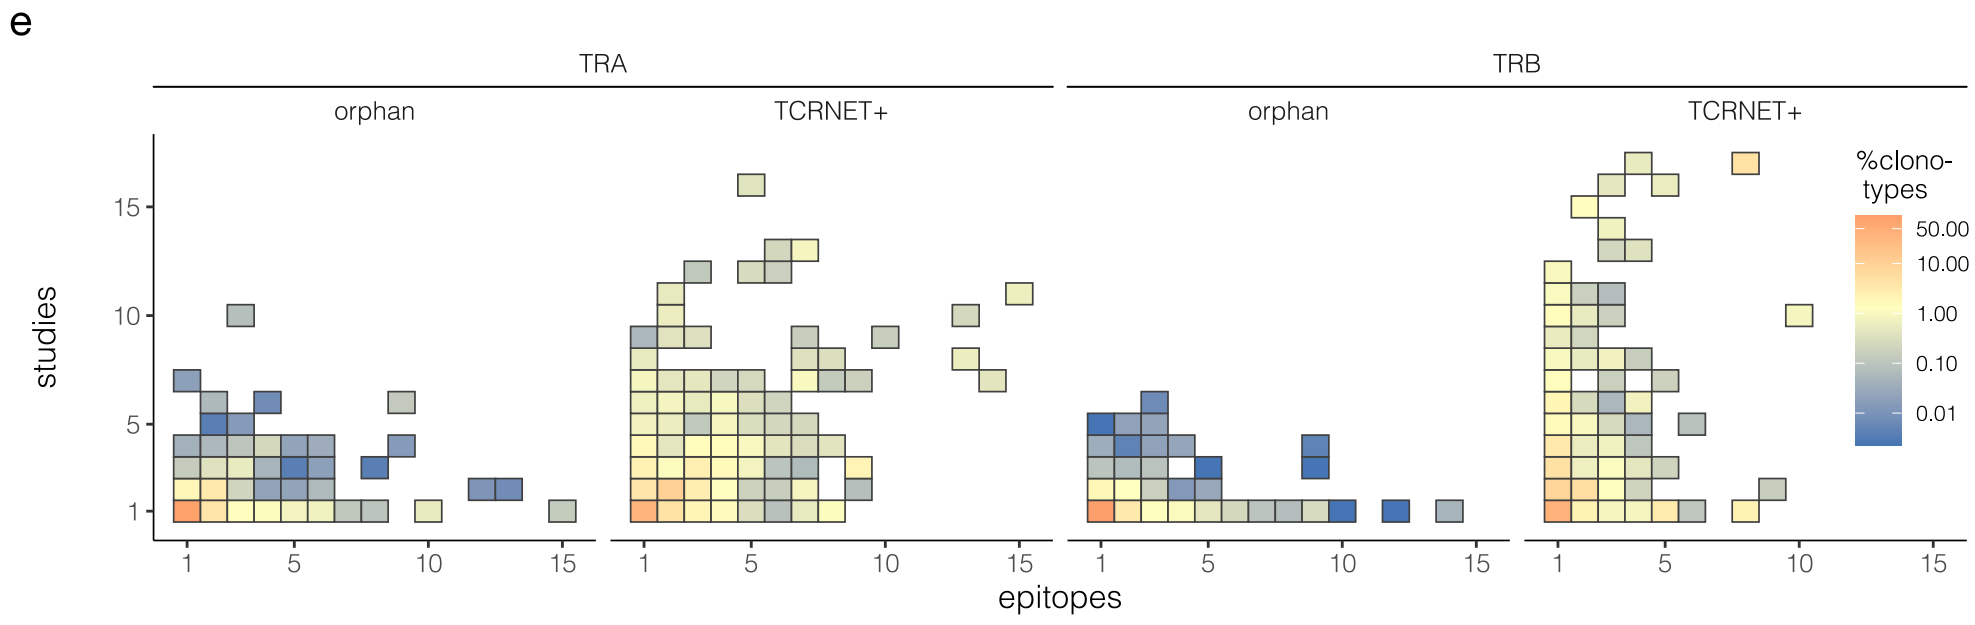 e
TRA
TRB
orphan
TCRNET+
orphan
TCRNET+
%clono-
types
50.00
10.00
1.00
0.10
0.01
studies
15
10
5
1
1 5 10 15
1 5 10 15
1 5 10 15
1 5 10 15
epitopes